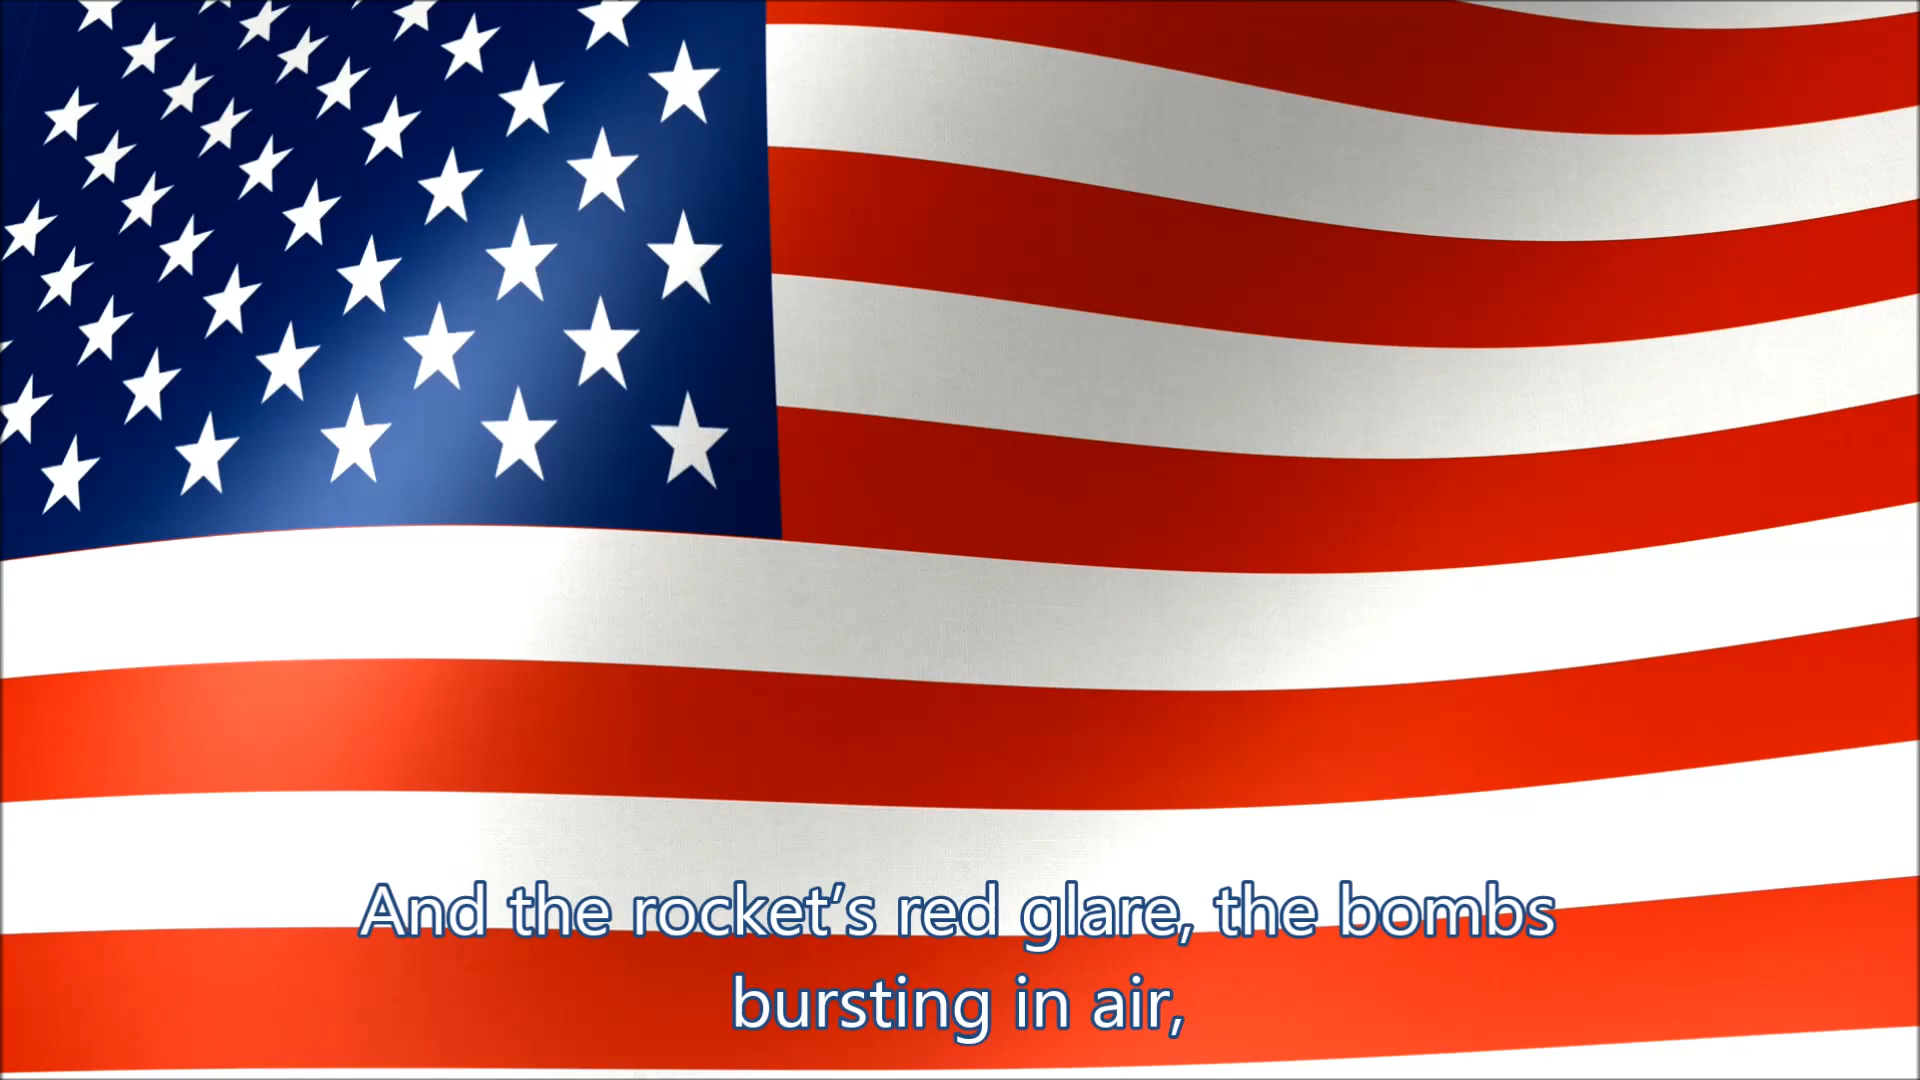 And the rocket’s red glare, the bombs
bursting in air,